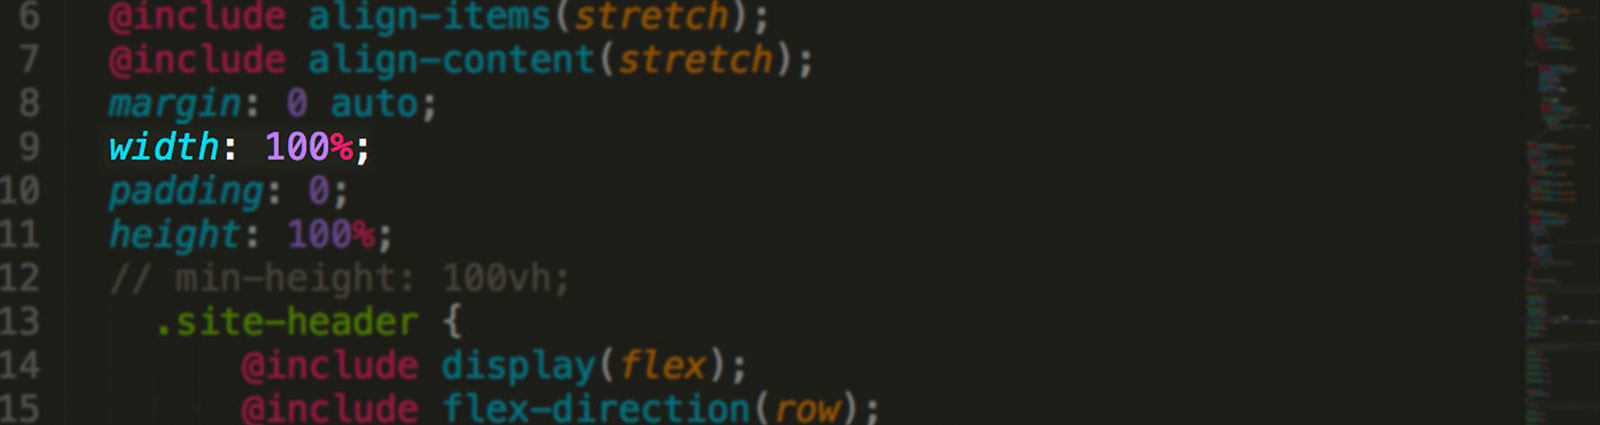 6 @include align-items(stretch);
7 @include align-content(stretch);
8 margin: 0 auto;
9 width: 100%;
10 padding: 0;
11 height: 100%;
12 // min-height: 100vh;
13 .site-header {
14 @include display(flex);
15 @include flex-direction(row);